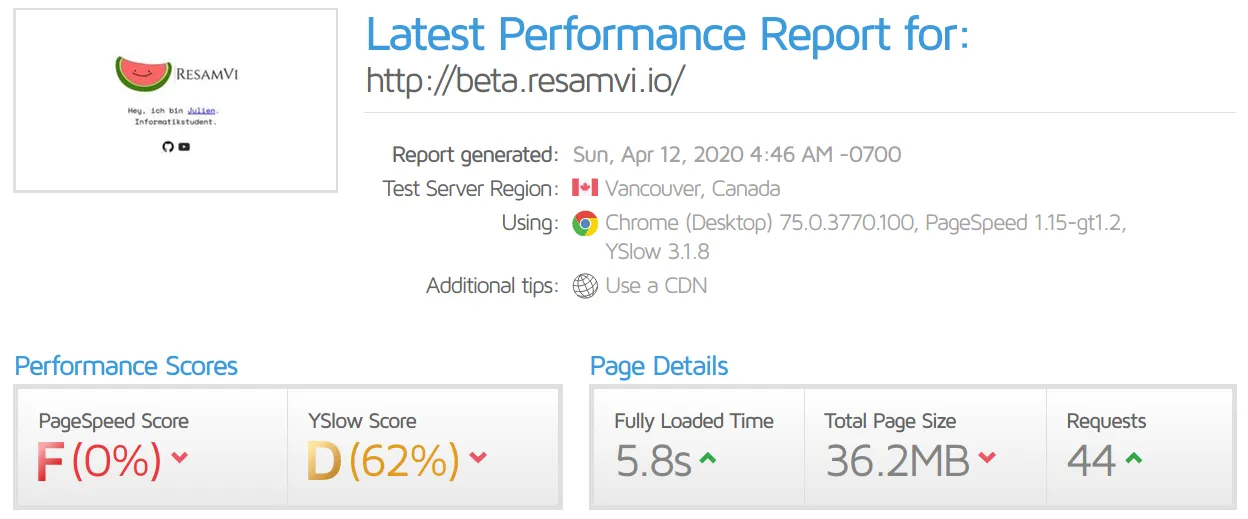 RESAMVI
Hey, ich bin Julien.
Informatikstudent.
Latest Performance Report for:
http://beta.resamvi.io/
Report generated: Sun, Apr 12, 2020 4:46 AM -0700
Test Server Region: Vancouver, Canada
Using: Chrome (Desktop) 75.0.3770.100, PageSpeed 1.15-gt1.2,
YSlow 3.1.8
Additional tips: Use a CDN
Performance Scores
PageSpeed Score
F (0%)
YSlow Score
D (62%)
Page Details
Fully Loaded Time
5.8s
Total Page Size
36.2MB
Requests
44